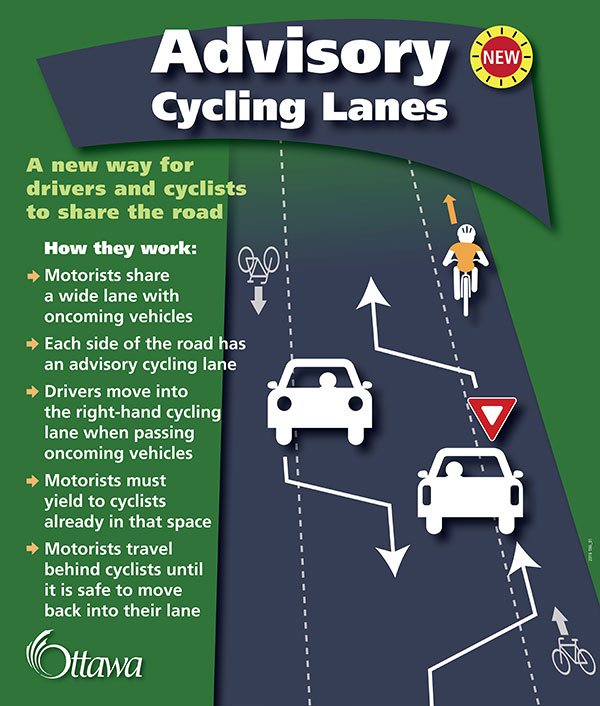 Advisory
NEW
Cycling Lanes
A new way for
drivers and cyclists
to share the road
How they work:
Motorists share
a wide lane with
oncoming vehicles
Each side of the road has
an advisory cycling lane
Drivers move into
the right-hand cycling
lane when passing
oncoming vehicles
Motorists must
yield to cyclists
already in that space
Motorists travel
behind cyclists until
it is safe to move
back into their lane
Ottawa